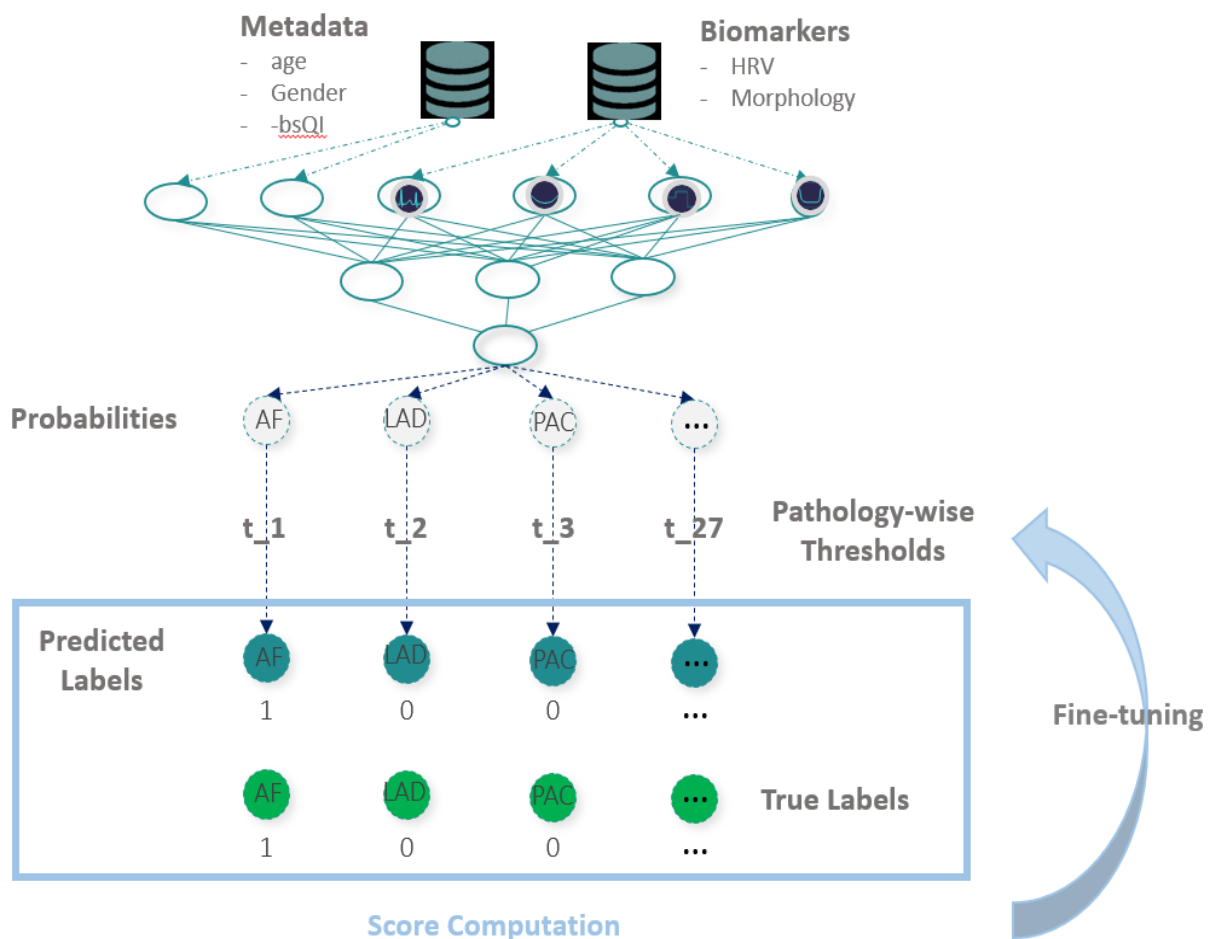 Metadata
- age
- Gender
- -bsQI
Biomarkers
- HRV
- Morphology
Probabilities
AF LAD PAC ...
t_1 t_2 t_3 t_27
Pathology-wise
Thresholds
Predicted
Labels
AF LAD PAC ...
1 0 0 ...
AF LAD PAC ...
True Labels
1 0 0 ...
Fine-tuning
Score Computation